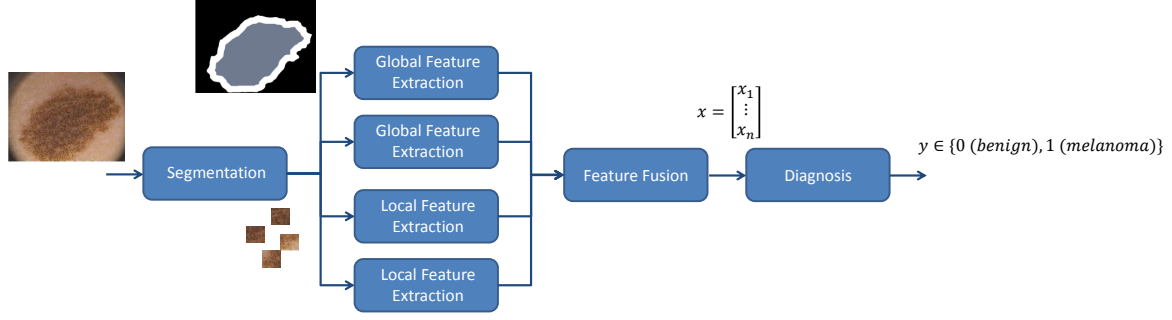 Global Feature
Extraction
Global Feature
Extraction
x = [x₁
⋮
xₙ]
y ∈ {0 (benign), 1 (melanoma)}
Segmentation
Feature Fusion
Diagnosis
Local Feature
Extraction
Local Feature
Extraction